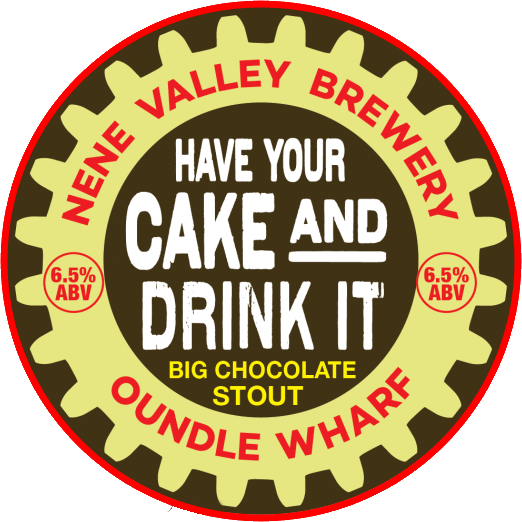 NENE VALLEY BREWERY
HAVE YOUR
CAKE AND
DRINK IT
6.5%
ABV
6.5%
ABV
BIG CHOCOLATE
STOUT
OUNDLE WHARF